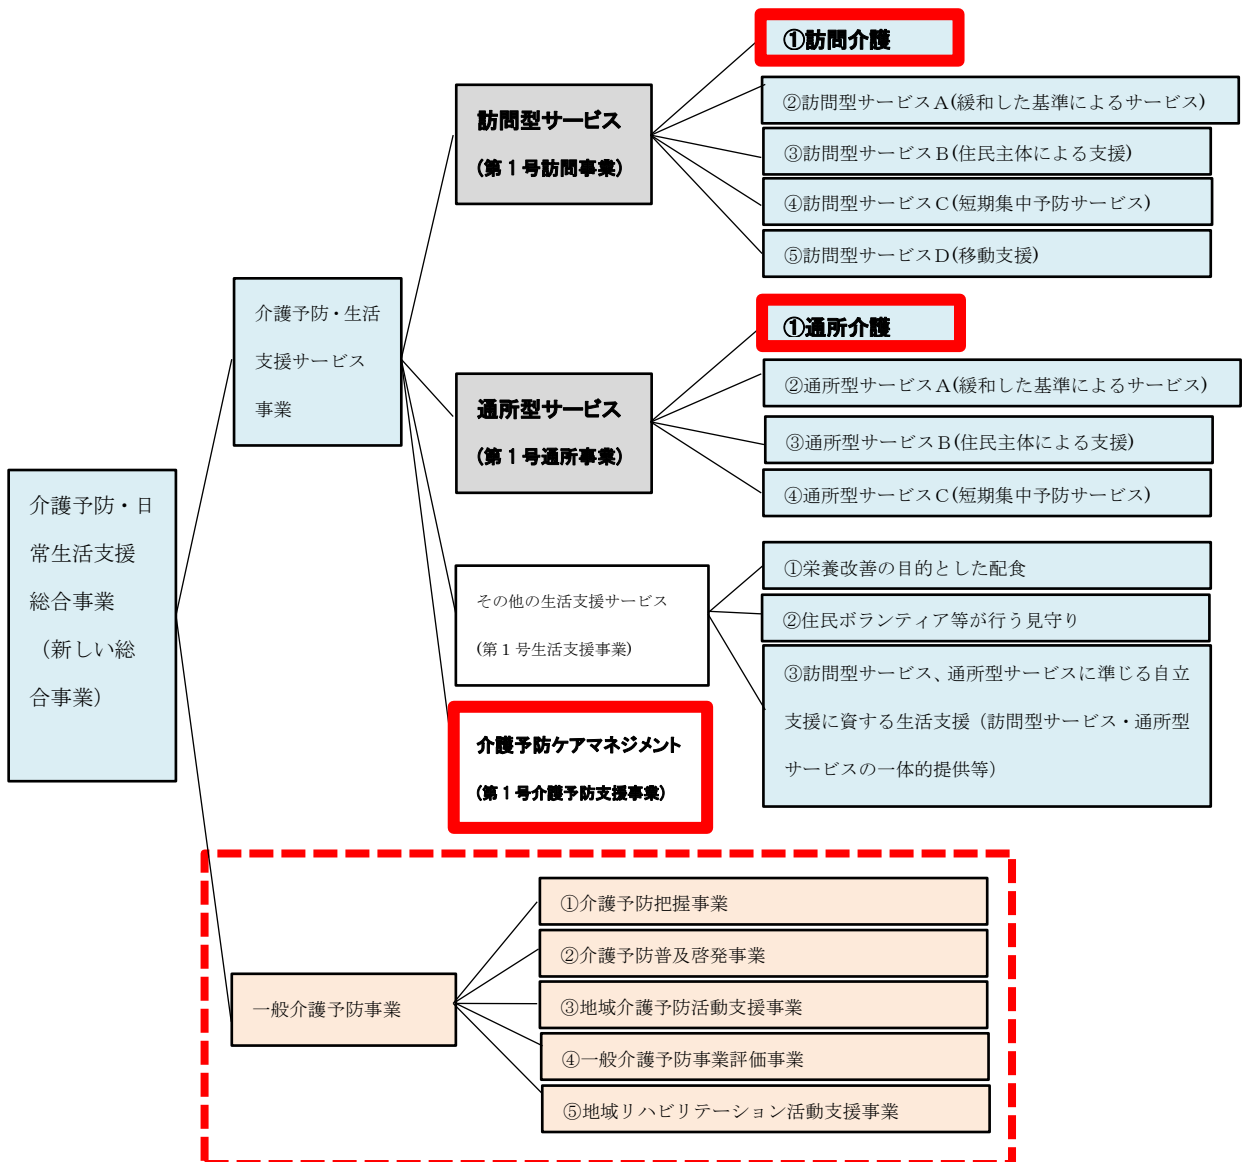 ①訪問介護
②訪問型サービスA(緩和した基準によるサービス)
訪問型サービス
(第1号訪問事業)
③訪問型サービスB(住民主体による支援)
④訪問型サービスC(短期集中予防サービス)
⑤訪問型サービスD(移動支援)
介護予防・生活
支援サービス
事業
①通所介護
②通所型サービスA(緩和した基準によるサービス)
通所型サービス
(第1号通所事業)
③通所型サービスB(住民主体による支援)
④通所型サービスC(短期集中予防サービス)
介護予防・日
常生活支援
総合事業
（新しい総
合事業）
その他の生活支援サービス
(第1号生活支援事業)
①栄養改善の目的とした配食
②住民ボランティア等が行う見守り
③訪問型サービス、通所型サービスに準じる自立
支援に資する生活支援（訪問型サービス・通所型
サービスの一体的提供等）
介護予防ケアマネジメント
(第1号介護予防支援事業)
一般介護予防事業
①介護予防把握事業
②介護予防普及啓発事業
③地域介護予防活動支援事業
④一般介護予防事業評価事業
⑤地域リハビリテーション活動支援事業